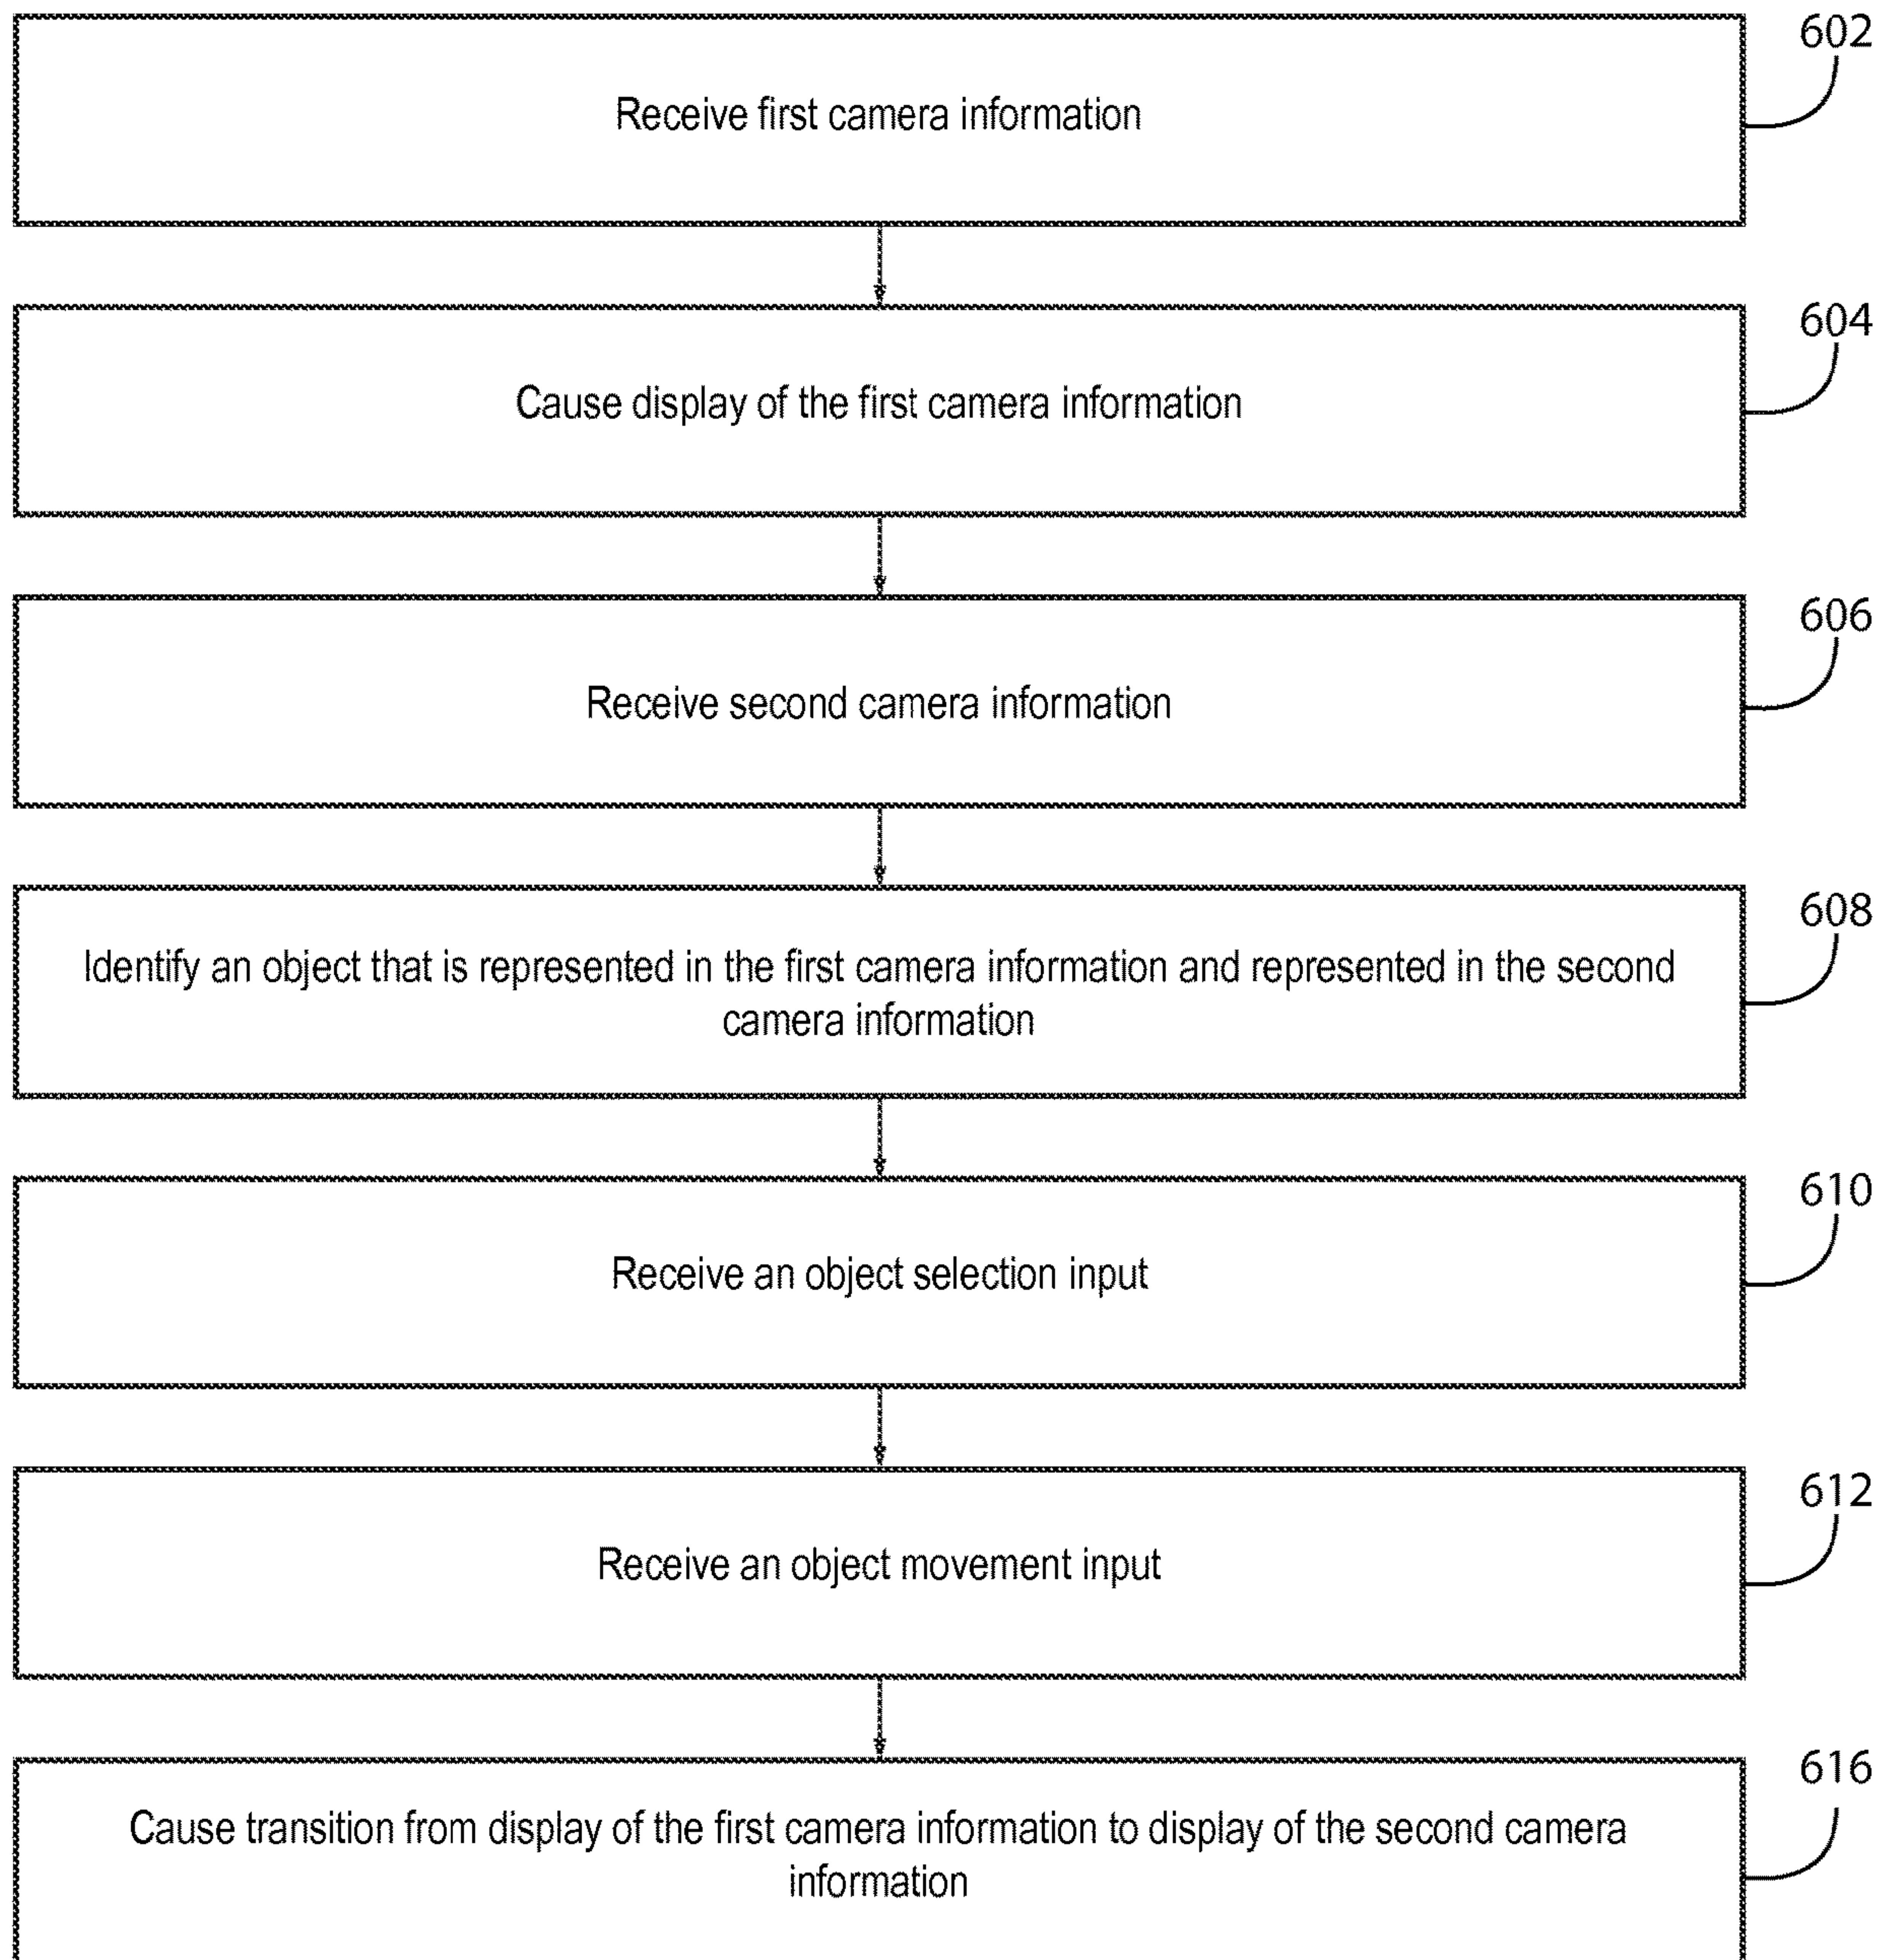 602
Receive first camera information
604
Cause display of the first camera information
606
Receive second camera information
608
Identify an object that is represented in the first camera information and represented in the second
camera information
610
Receive an object selection input
612
Receive an object movement input
616
Cause transition from display of the first camera information to display of the second camera
information